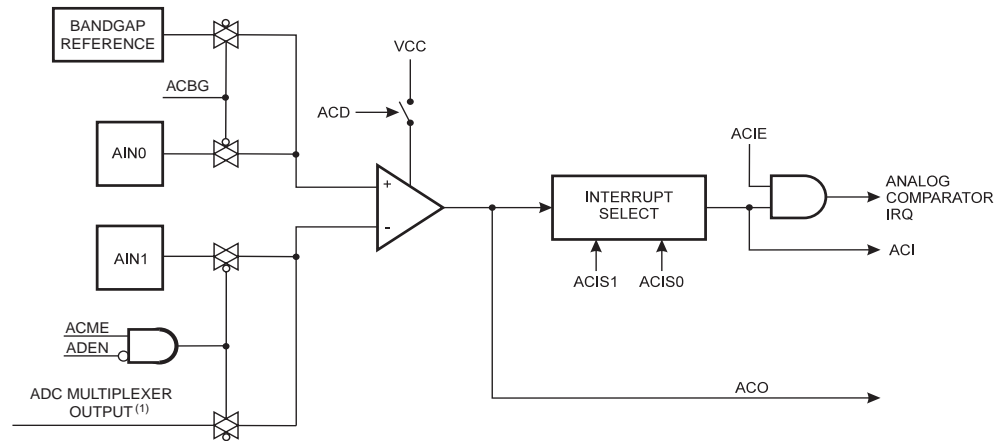 BANDGAP
REFERENCE
ACBG
AIN0
VCC
ACD
+
-
AIN1
ACME
ADEN
ADC MULTIPLEXER
OUTPUT (1)
INTERRUPT
SELECT
ACIS1
ACIS0
ACIE
ANALOG
COMPARATOR
IRQ
ACI
ACO